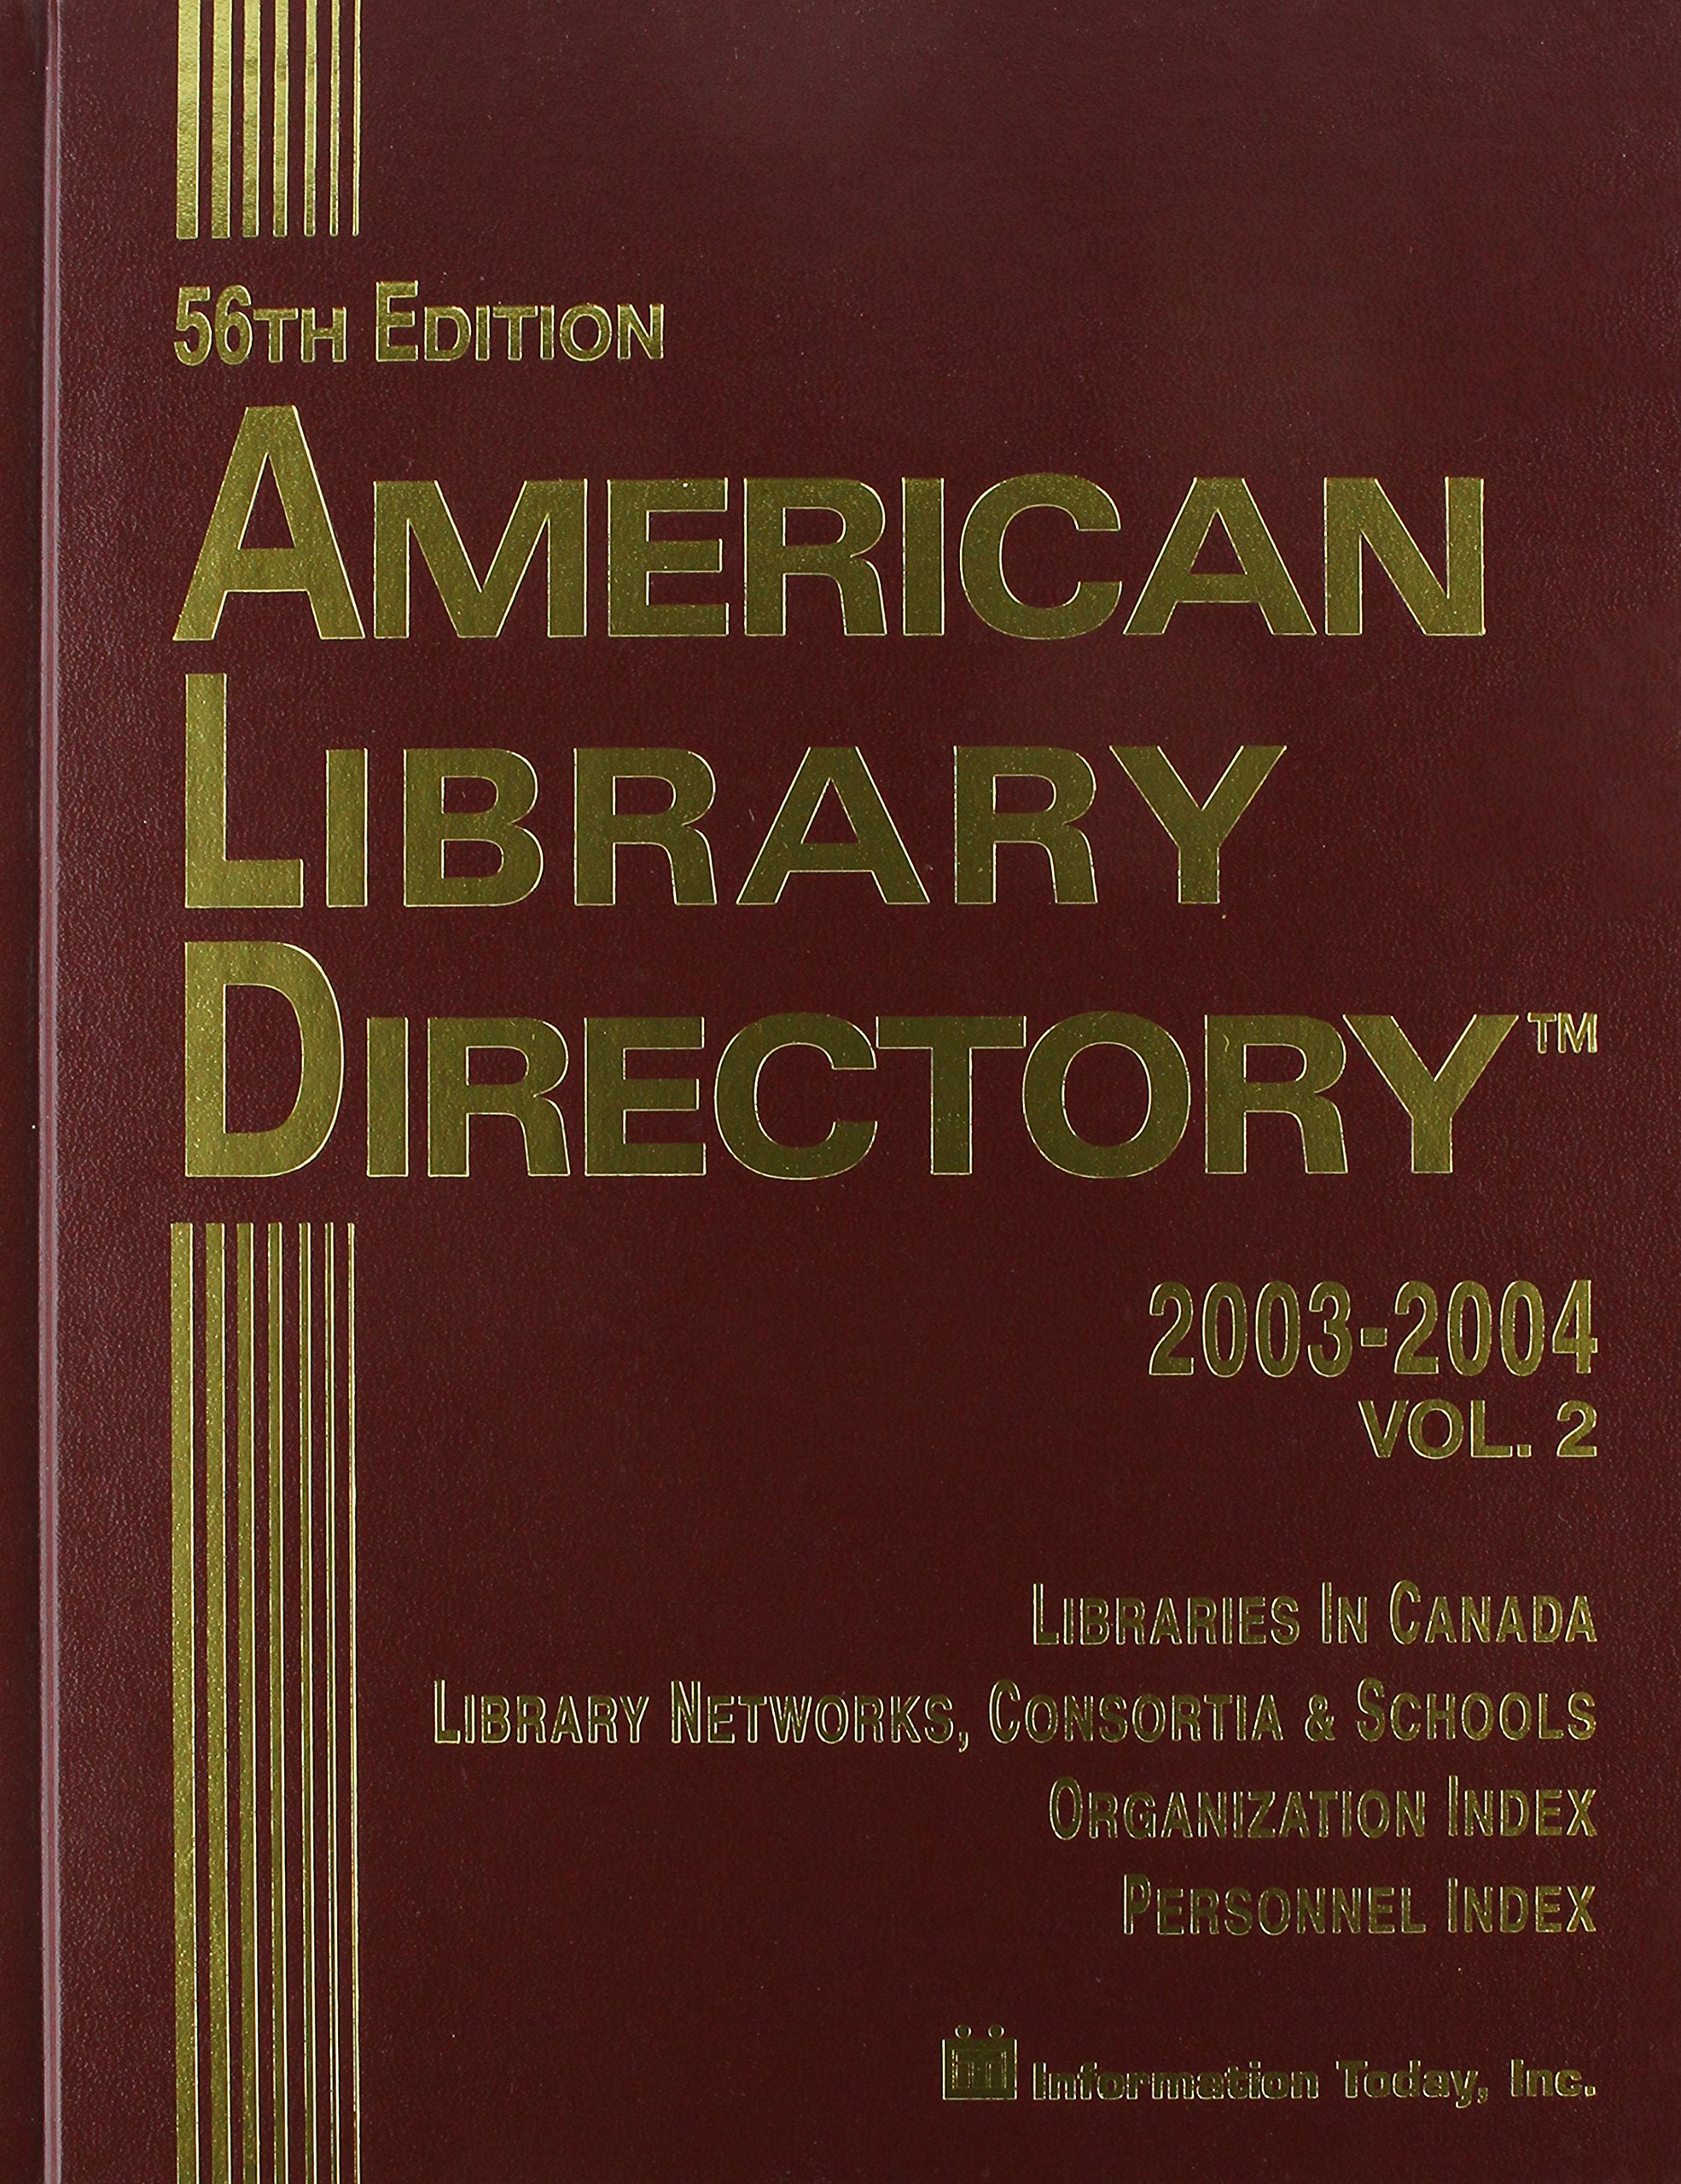 56TH EDITION
AMERICAN
LIBRARY
DIRECTORY™
2003-2004
VOL. 2
LIBRARIES IN CANADA
LIBRARY NETWORKS, CONSORTIA & SCHOOLS
ORGANIZATION INDEX
PERSONNEL INDEX
Information Today, Inc.